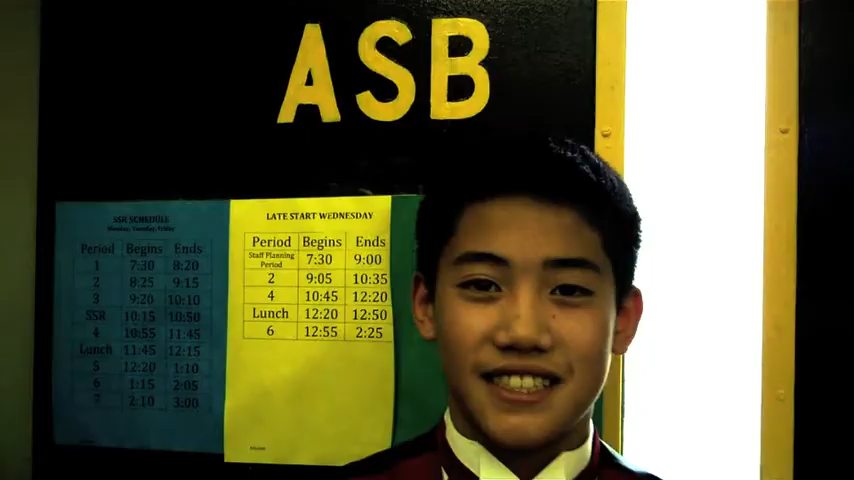 ASB
SSR SCHEDULE
Monday, Tuesday, Friday
Period Begins Ends
1 7:30 8:20
2 8:25 9:15
3 9:20 10:10
SSR 10:15 10:50
4 10:55 11:45
Lunch 11:45 12:15
5 12:20 1:10
6 1:15 2:05
7 2:10 3:00
LATE START WEDNESDAY
Period Begins Ends
Staff Planning
Period 7:30 9:00
2 9:05 10:35
4 10:45 12:20
Lunch 12:20 12:50
6 12:55 2:25